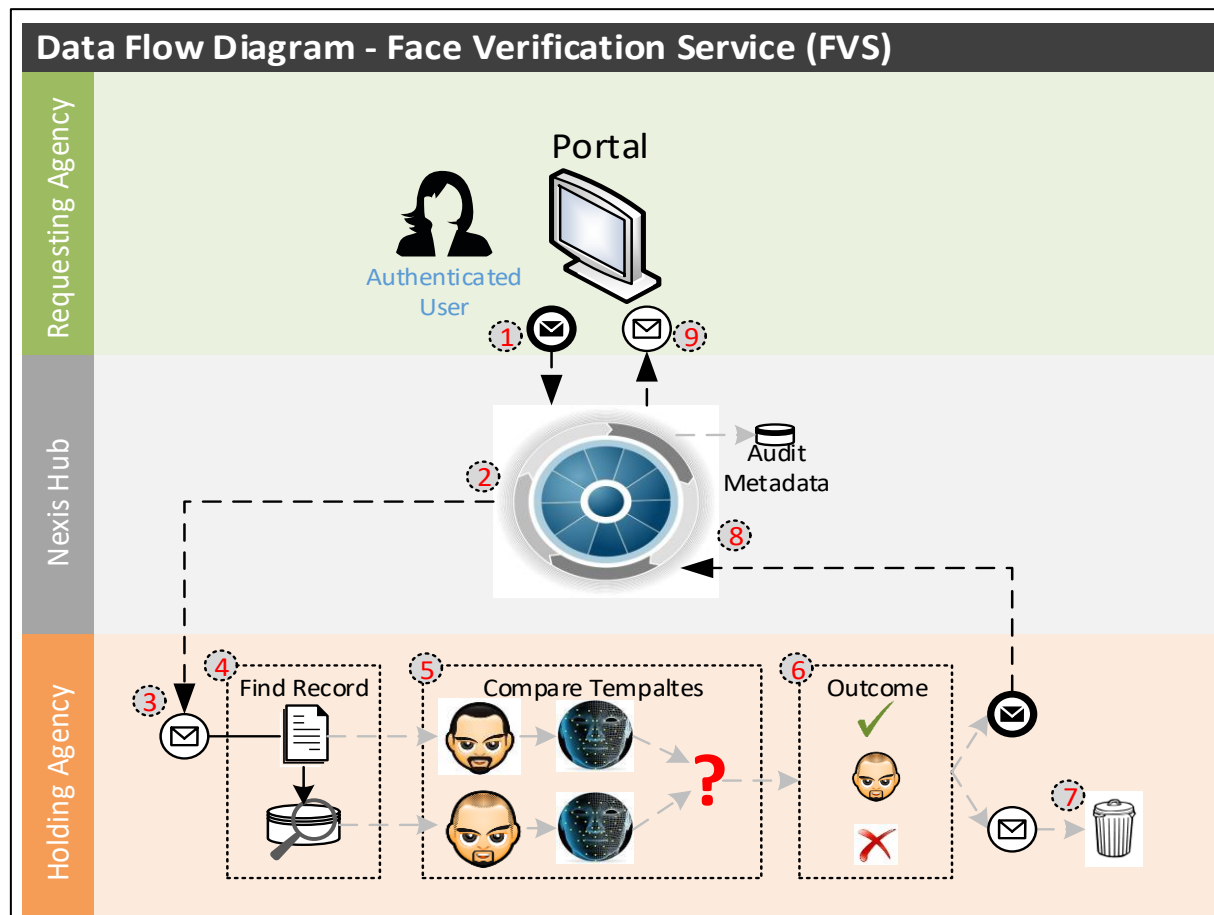 Data Flow Diagram - Face Verification Service (FVS)
Requesting Agency
Portal
Authenticated
User
1
9
Nexis Hub
2
Audit
Metadata
8
Holding Agency
3
4
Find Record
5
Compare Tempaltes
?
6
Outcome
7